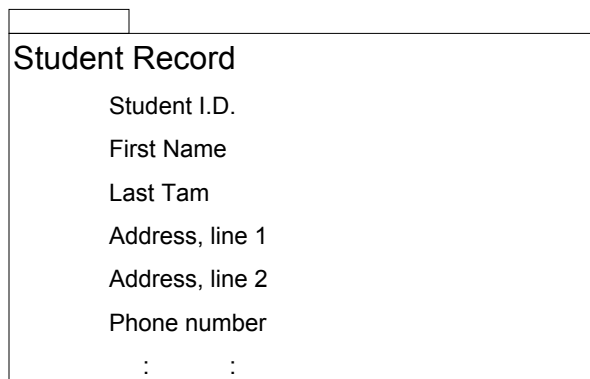 Student Record
Student I.D.
First Name
Last Tam
Address, line 1
Address, line 2
Phone number
: :